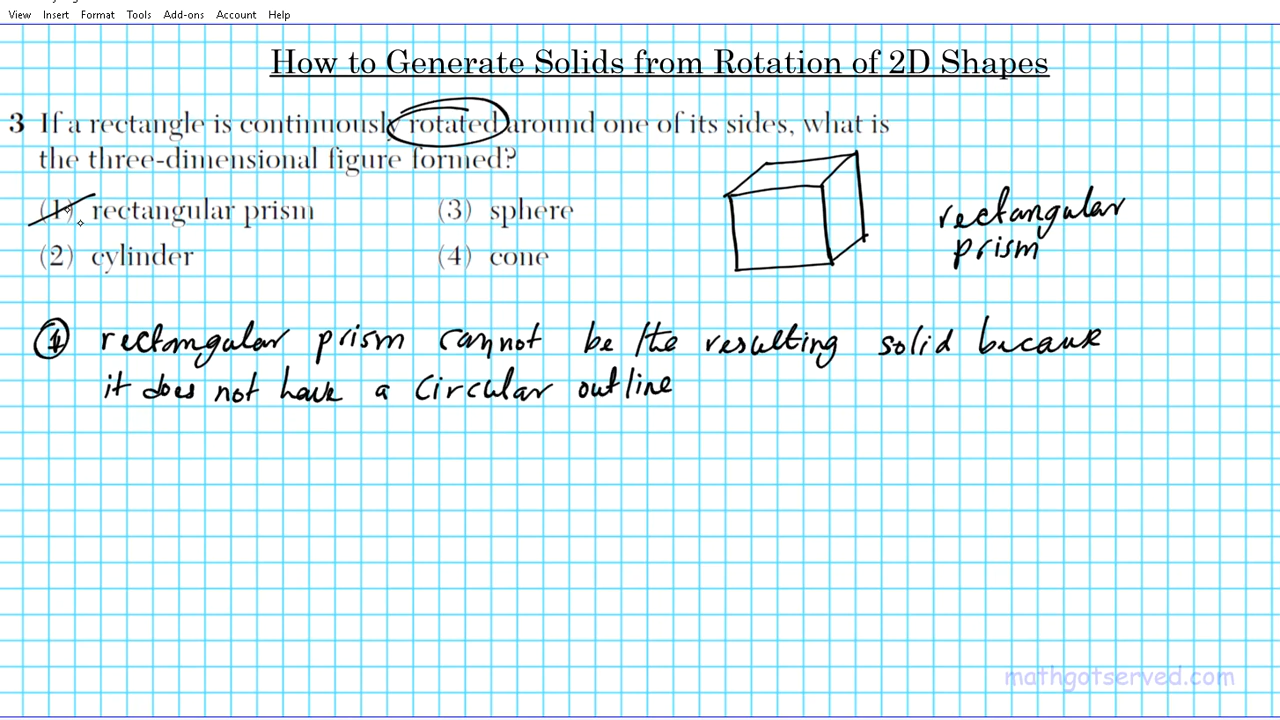 View Insert Format Tools Add-ons Account Help
How to Generate Solids from Rotation of 2D Shapes
3 If a rectangle is continuously rotated around one of its sides, what is
the three-dimensional figure formed?
(1) rectangular prism (3) sphere
(2) cylinder (4) cone
rectangular
prism
1 rectangular prism cannot be the resulting solid because
it does not have a circular outline
mathgotserved.com